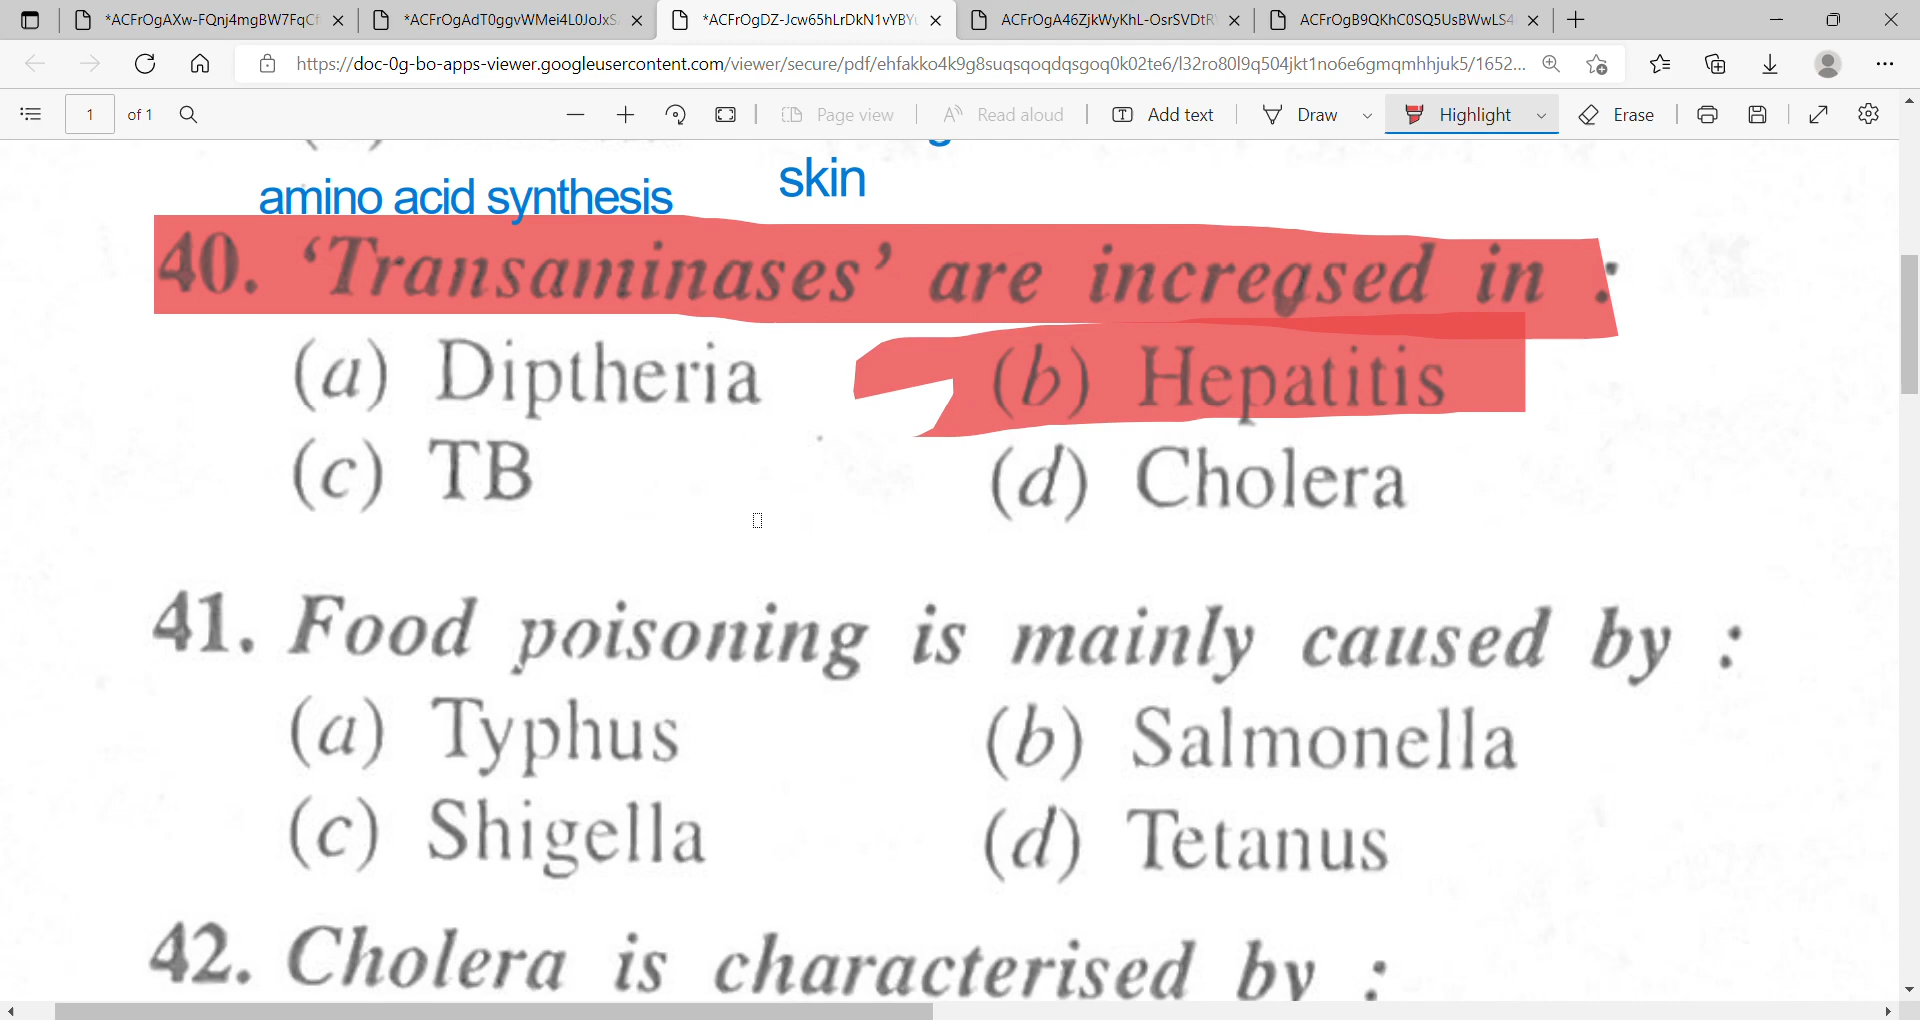 *ACFrOgAXw-FQnj4mgBW7FqCf
*ACFrOgAdT0ggvWMei4L0JoJxS
*ACFrOgDZ-Jcw65hLrDkN1vYBY
ACFrOgA46ZjkWyKhL-OsrSVDtR
ACFrOgB9QKhC0SQ5UsBWwLS4
https://doc-0g-bo-apps-viewer.googleusercontent.com/viewer/secure/pdf/ehfakko4k9g8suqsqoqdqsgoq0k02te6/l32ro80l9q504jkt1no6e6gmqmhhjuk5/1652...
1 of 1
Page view
Read aloud
Add text
Draw
Highlight
Erase
skin
amino acid synthesis
40. ‘Transaminases’ are increased in :
(a) Diptheria (b) Hepatitis
(c) TB (d) Cholera
41. Food poisoning is mainly caused by :
(a) Typhus (b) Salmonella
(c) Shigella (d) Tetanus
42. Cholera is characterised by :